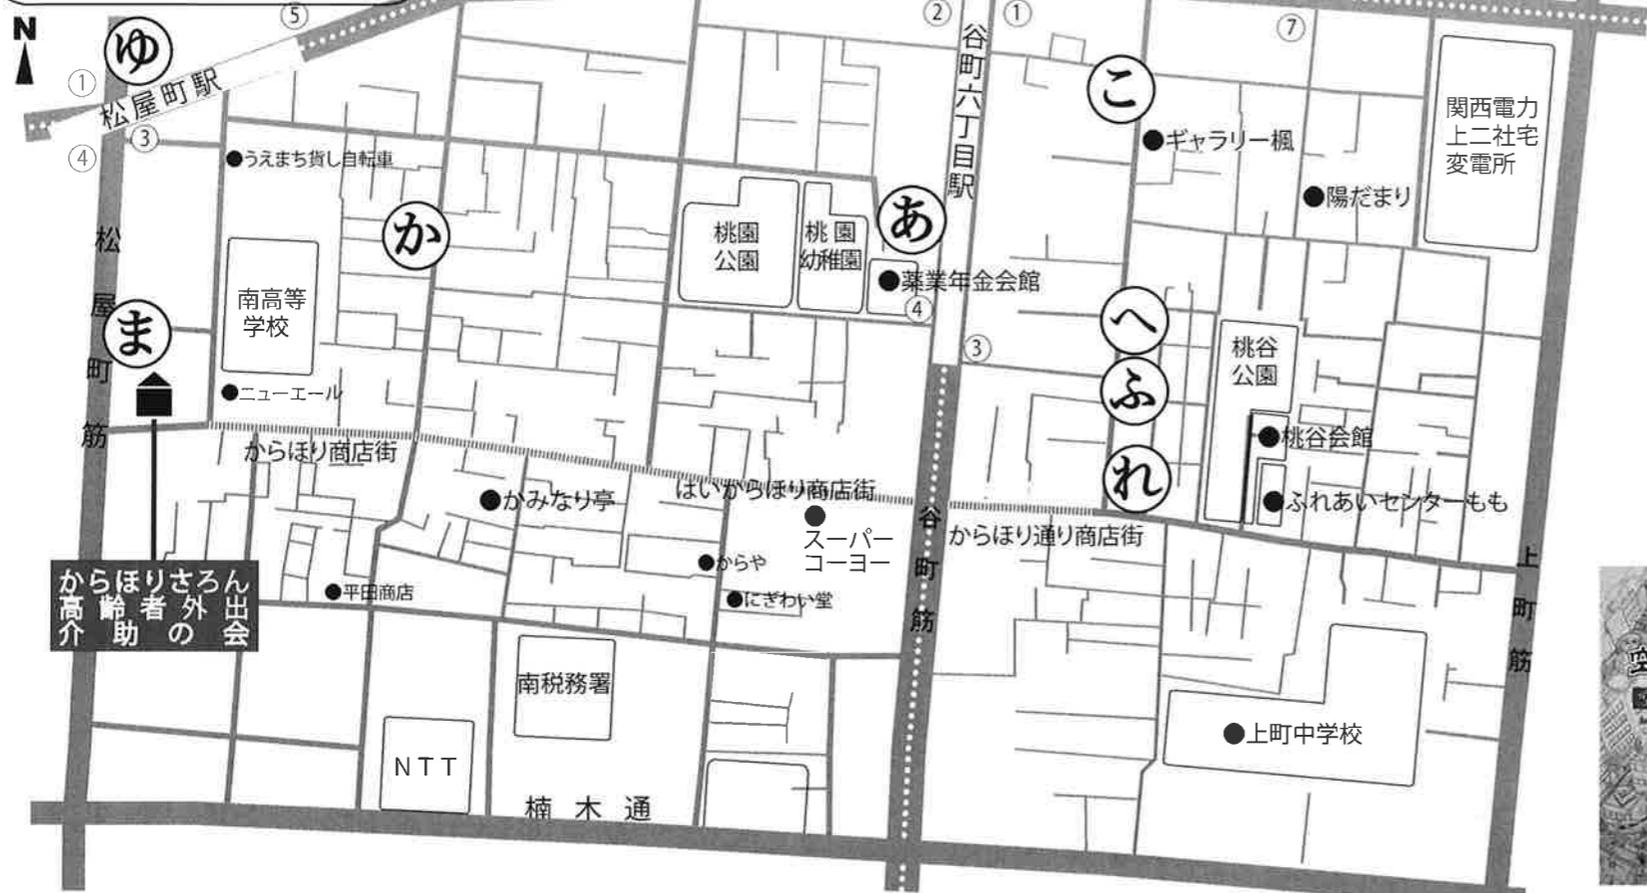 N
ゆ
⑤
①
松屋町駅
③
④
うえまち貸し自転車
か
松屋町筋
ま
南高等
学校
ニューエール
からほり商店街
からほりさろん
高齢者外出
介助の会
平田商店
かみなり亭
はいからほり商店街
スーパー
コーヨー
からや
にぎわい堂
南税務署
NTT
楠木通
②
①
谷町六丁目駅
桃園
公園
桃園
幼稚園
あ
薬業年金会館
④
③
谷町筋
からほり通り商店街
⑦
こ
ギャラリー楓
陽だまり
関西電力
上二社宅
変電所
へ
ふ
れ
桃谷
公園
桃谷会館
ふれあいセンターもも
上町筋
上町中学校